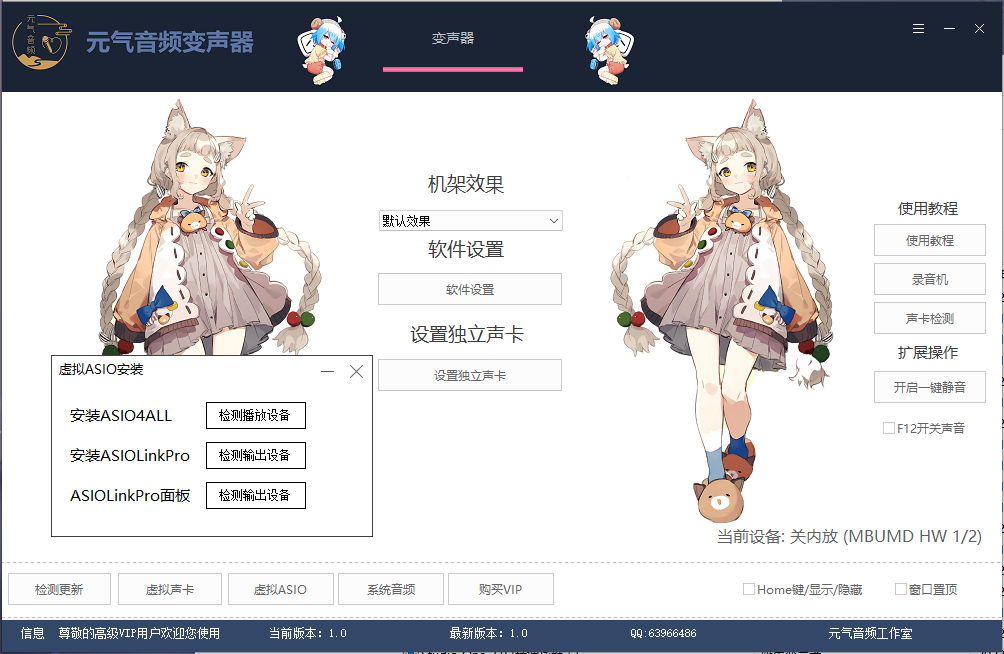 元气音频
元气音频变声器
变声器
机架效果
默认效果
软件设置
软件设置
设置独立声卡
设置独立声卡
使用教程
使用教程
录音机
声卡检测
扩展操作
开启一键静音
F12开关声音
虚拟ASIO安装
安装ASIO4ALL 检测播放设备
安装ASIOLinkPro 检测输出设备
ASIOLinkPro面板 检测输出设备
当前设备: 关内放 (MBUMD HW 1/2)
检测更新 虚拟声卡 虚拟ASIO 系统音频 购买VIP Home键/显示/隐藏 窗口置顶
信息 尊敬的高级VIP用户欢迎您使用 当前版本: 1.0 最新版本: 1.0 QQ:63966486 元气音频工作室